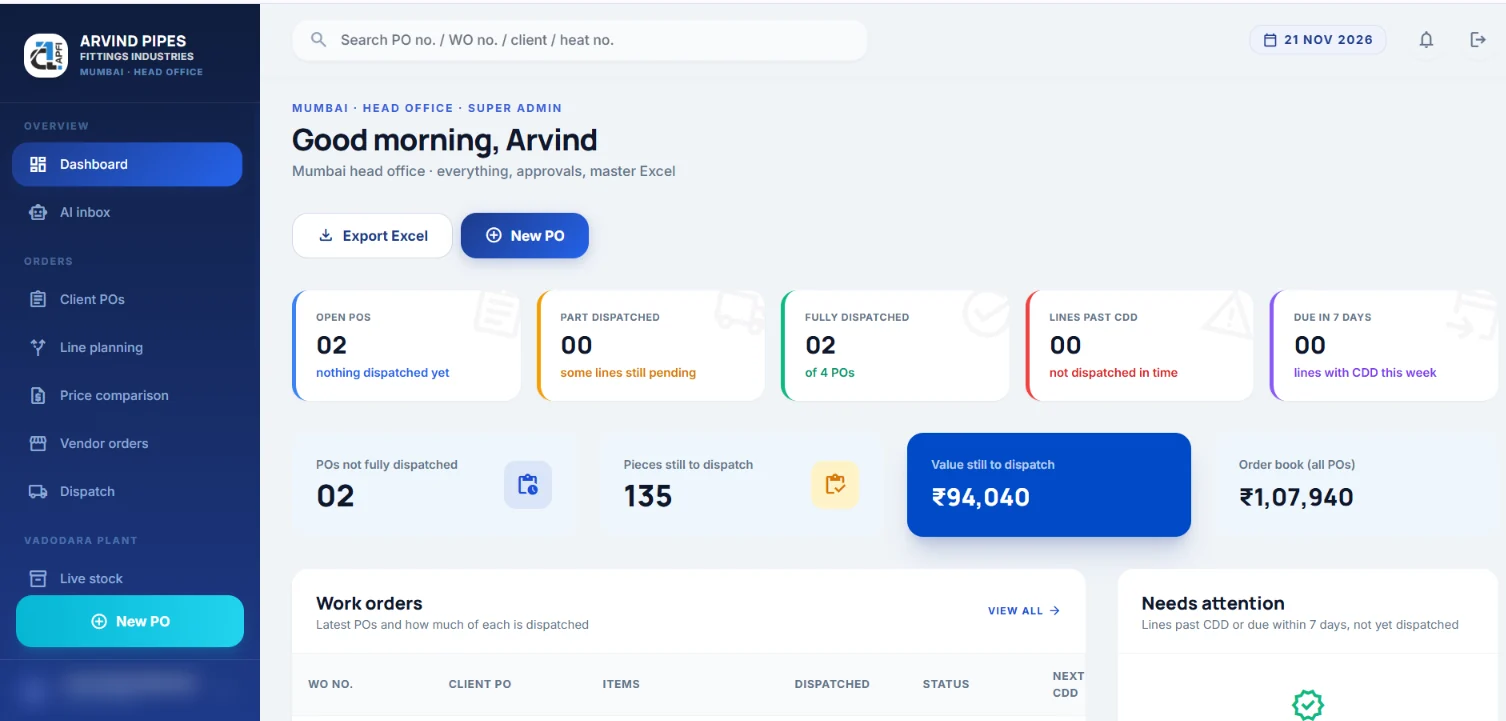 ARVIND PIPES
FITTINGS INDUSTRIES
MUMBAI · HEAD OFFICE
OVERVIEW
Dashboard
AI inbox
ORDERS
Client POs
Line planning
Price comparison
Vendor orders
Dispatch
VADODARA PLANT
Live stock
New PO
Search PO no. / WO no. / client / heat no.
21 NOV 2026
MUMBAI · HEAD OFFICE · SUPER ADMIN
Good morning, Arvind
Mumbai head office · everything, approvals, master Excel
Export Excel
New PO
OPEN POS
02
nothing dispatched yet
PART DISPATCHED
00
some lines still pending
FULLY DISPATCHED
02
of 4 POs
LINES PAST CDD
00
not dispatched in time
DUE IN 7 DAYS
00
lines with CDD this week
POs not fully dispatched
02
Pieces still to dispatch
135
Value still to dispatch
₹94,040
Order book (all POs)
₹1,07,940
Work orders
Latest POs and how much of each is dispatched
VIEW ALL →
WO NO.
CLIENT PO
ITEMS
DISPATCHED
STATUS
NEXT
CDD
Needs attention
Lines past CDD or due within 7 days, not yet dispatched